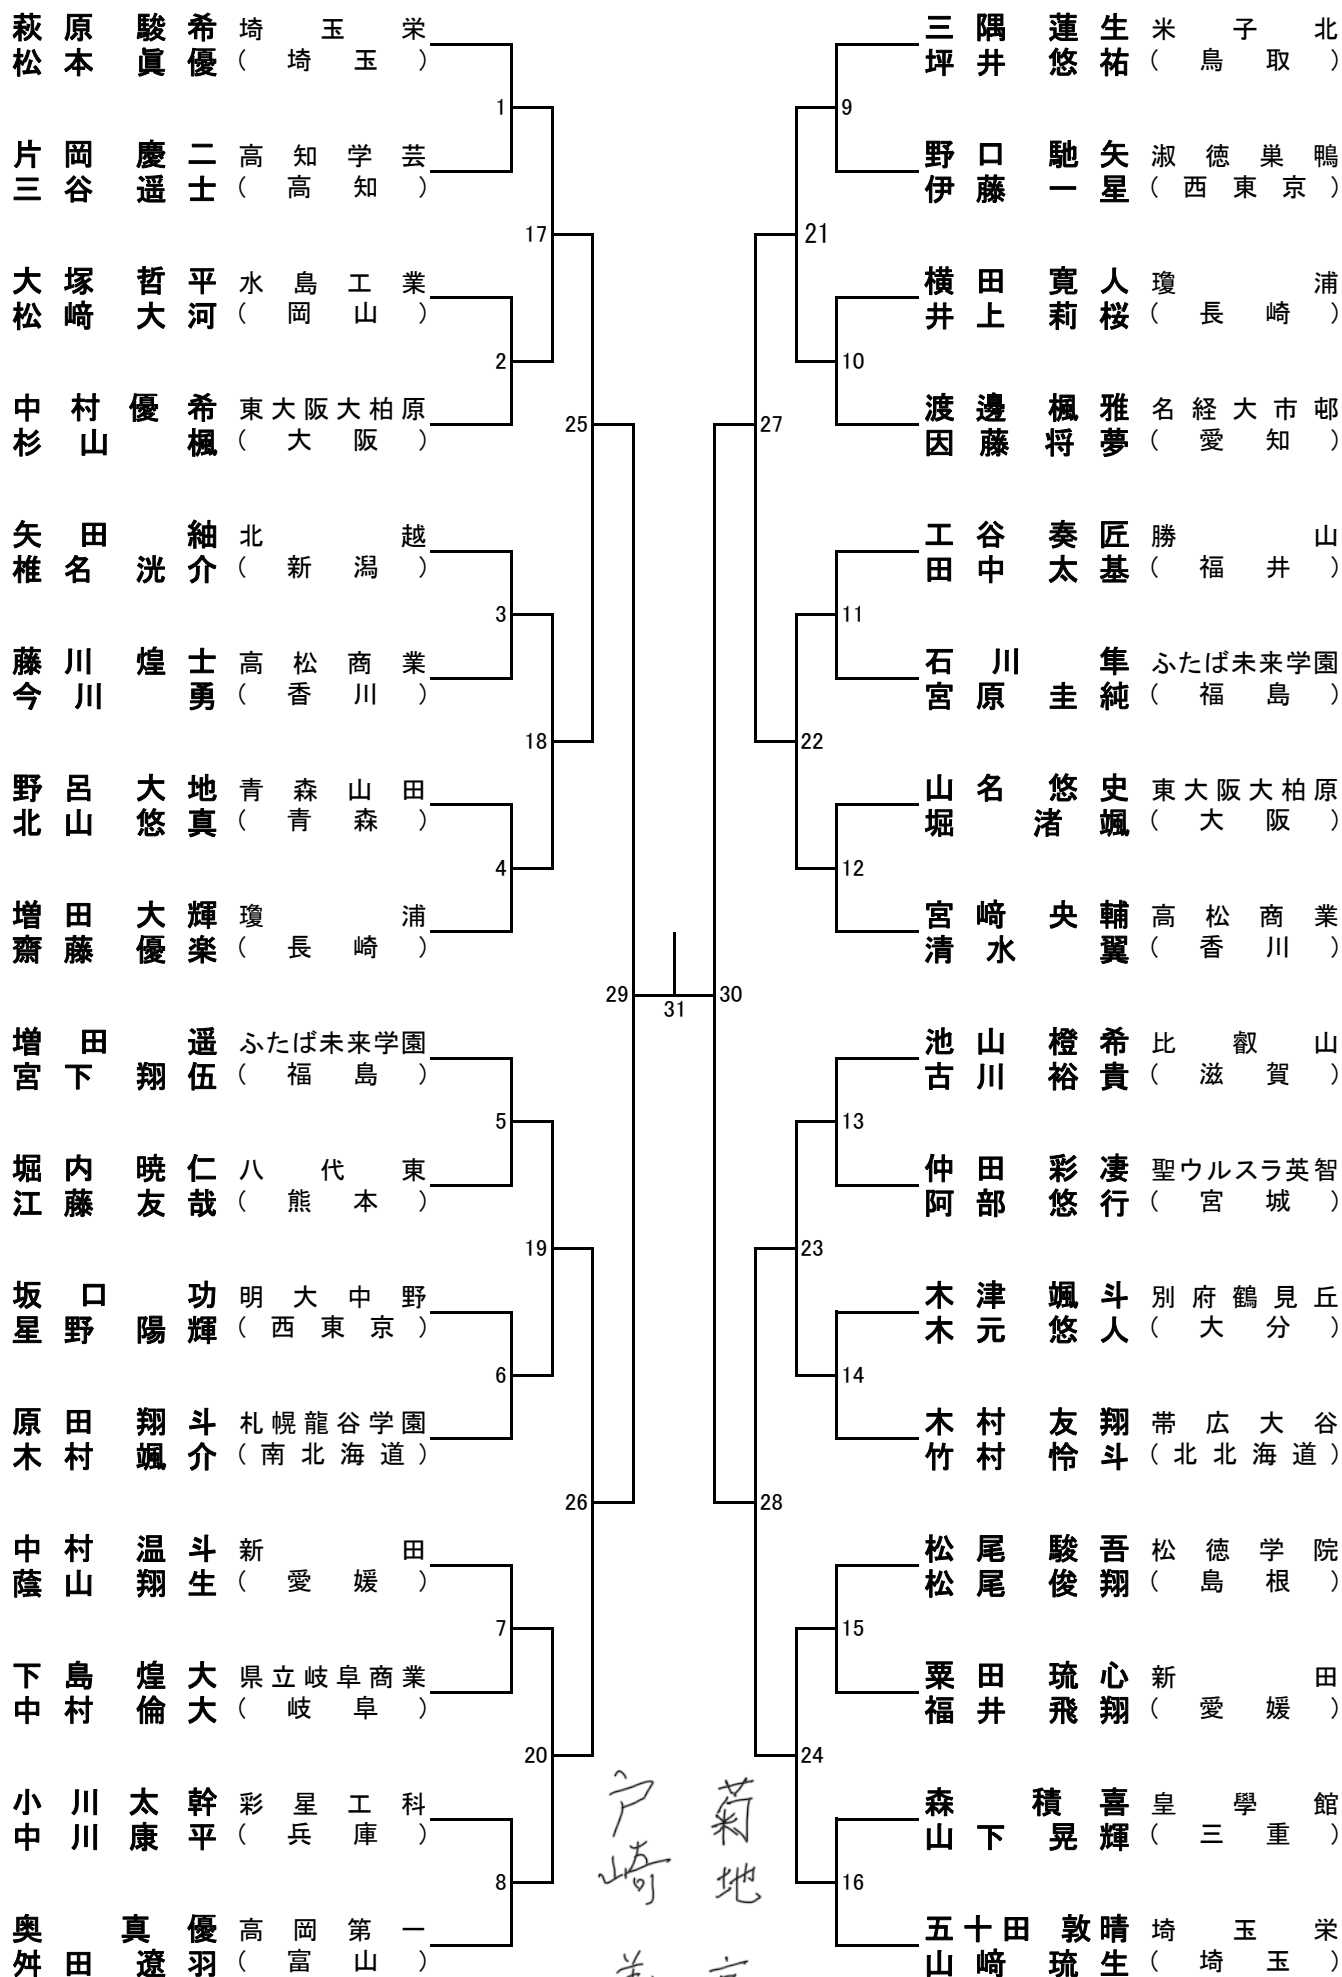 萩原 駿希 埼玉栄
松本 眞優 (埼玉)
1
片岡 慶二 高知学芸
三谷 遥士 (高知)
17
大塚 哲平 水島工業
松﨑 大河 (岡山)
2
中村 優希 東大阪大柏原
杉山 楓 (大阪)
25
矢田 紬 北越
椎名 洸介 (新潟)
3
藤川 煌士 高松商業
今川 勇 (香川)
18
野呂 大地 青森山田
北山 悠真 (青森)
4
増田 大輝 瓊浦
齋藤 優楽 (長崎)
29
31
増田 遥 ふたば未来学園
宮下 翔伍 (福島)
5
堀内 暁仁 八代東
江藤 友哉 (熊本)
19
坂口 功 明大中野
星野 陽輝 (西東京)
6
原田 翔斗 札幌龍谷学園
木村 颯介 (南北海道)
26
中村 温斗 新田
蔭山 翔生 (愛媛)
7
下島 煌大 県立岐阜商業
中村 倫大 (岐阜)
20
小川 太幹 彩星工科
中川 康平 (兵庫)
8
奥 真優 高岡第一
舛田 遼羽 (富山)
三隅 蓮生 米子北
坪井 悠祐 (鳥取)
9
野口 馳矢 淑徳巣鴨
伊藤 一星 (西東京)
21
横田 寛人 瓊浦
井上 莉桜 (長崎)
10
渡邊 楓雅 名経大市邨
因藤 将夢 (愛知)
27
工谷 奏匠 勝山
田中 太基 (福井)
11
石川 隼 ふたば未来学園
宮原 圭純 (福島)
22
山名 悠史 東大阪大柏原
堀 渚颯 (大阪)
12
宮﨑 央輔 高松商業
清水 翼 (香川)
30
池山 橙希 比叡山
古川 裕貴 (滋賀)
13
仲田 彩凄 聖ウルスラ英智
阿部 悠行 (宮城)
23
木津 颯斗 別府鶴見丘
木元 悠人 (大分)
14
木村 友翔 帯広大谷
竹村 怜斗 (北北海道)
28
松尾 駿吾 松徳学院
松尾 俊翔 (島根)
15
粟田 琉心 新田
福井 飛翔 (愛媛)
24
森 積喜 皇學館
山下 晃輝 (三重)
16
五十田 敦晴 埼玉栄
山﨑 琉生 (埼玉)
菊地
戸崎